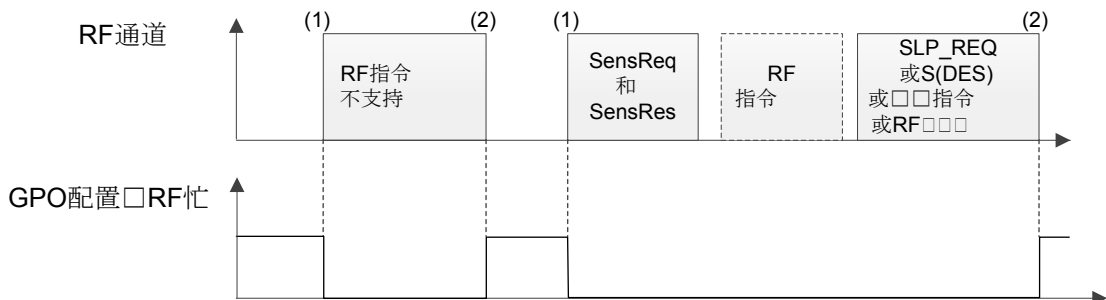 (1)
(2)
(1)
(2)
RF通道
RF指令
不支持
SensReq
和
SensRes
RF
指令
SLP_REQ
或S(DES)
或□□指令
或RF□□□
GPO配置□RF忙